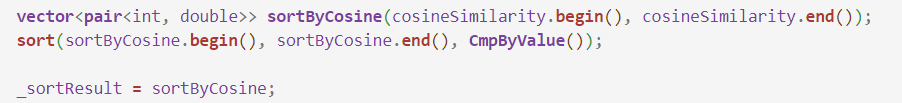 vector<pair<int, double>> sortByCosine(cosineSimilarity.begin(), cosineSimilarity.end());
sort(sortByCosine.begin(), sortByCosine.end(), CmpByValue());
_sortResult = sortByCosine;